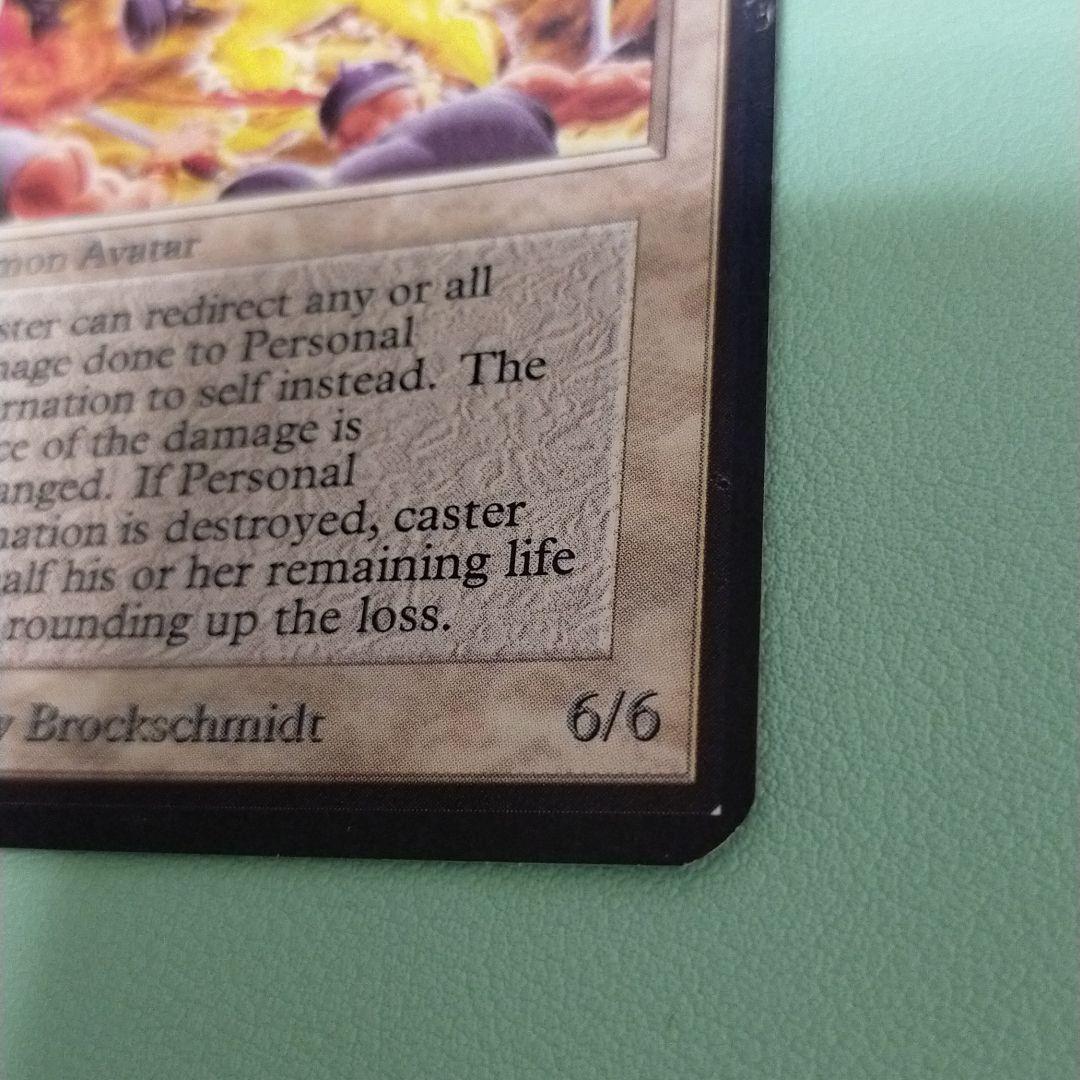 mon Avatar
ster can redirect any or all
mage done to Personal
rnation to self instead. The
ce of the damage is
anged. If Personal
nation is destroyed, caster
alf his or her remaining life
rounding up the loss.
y Brockschmidt
6/6